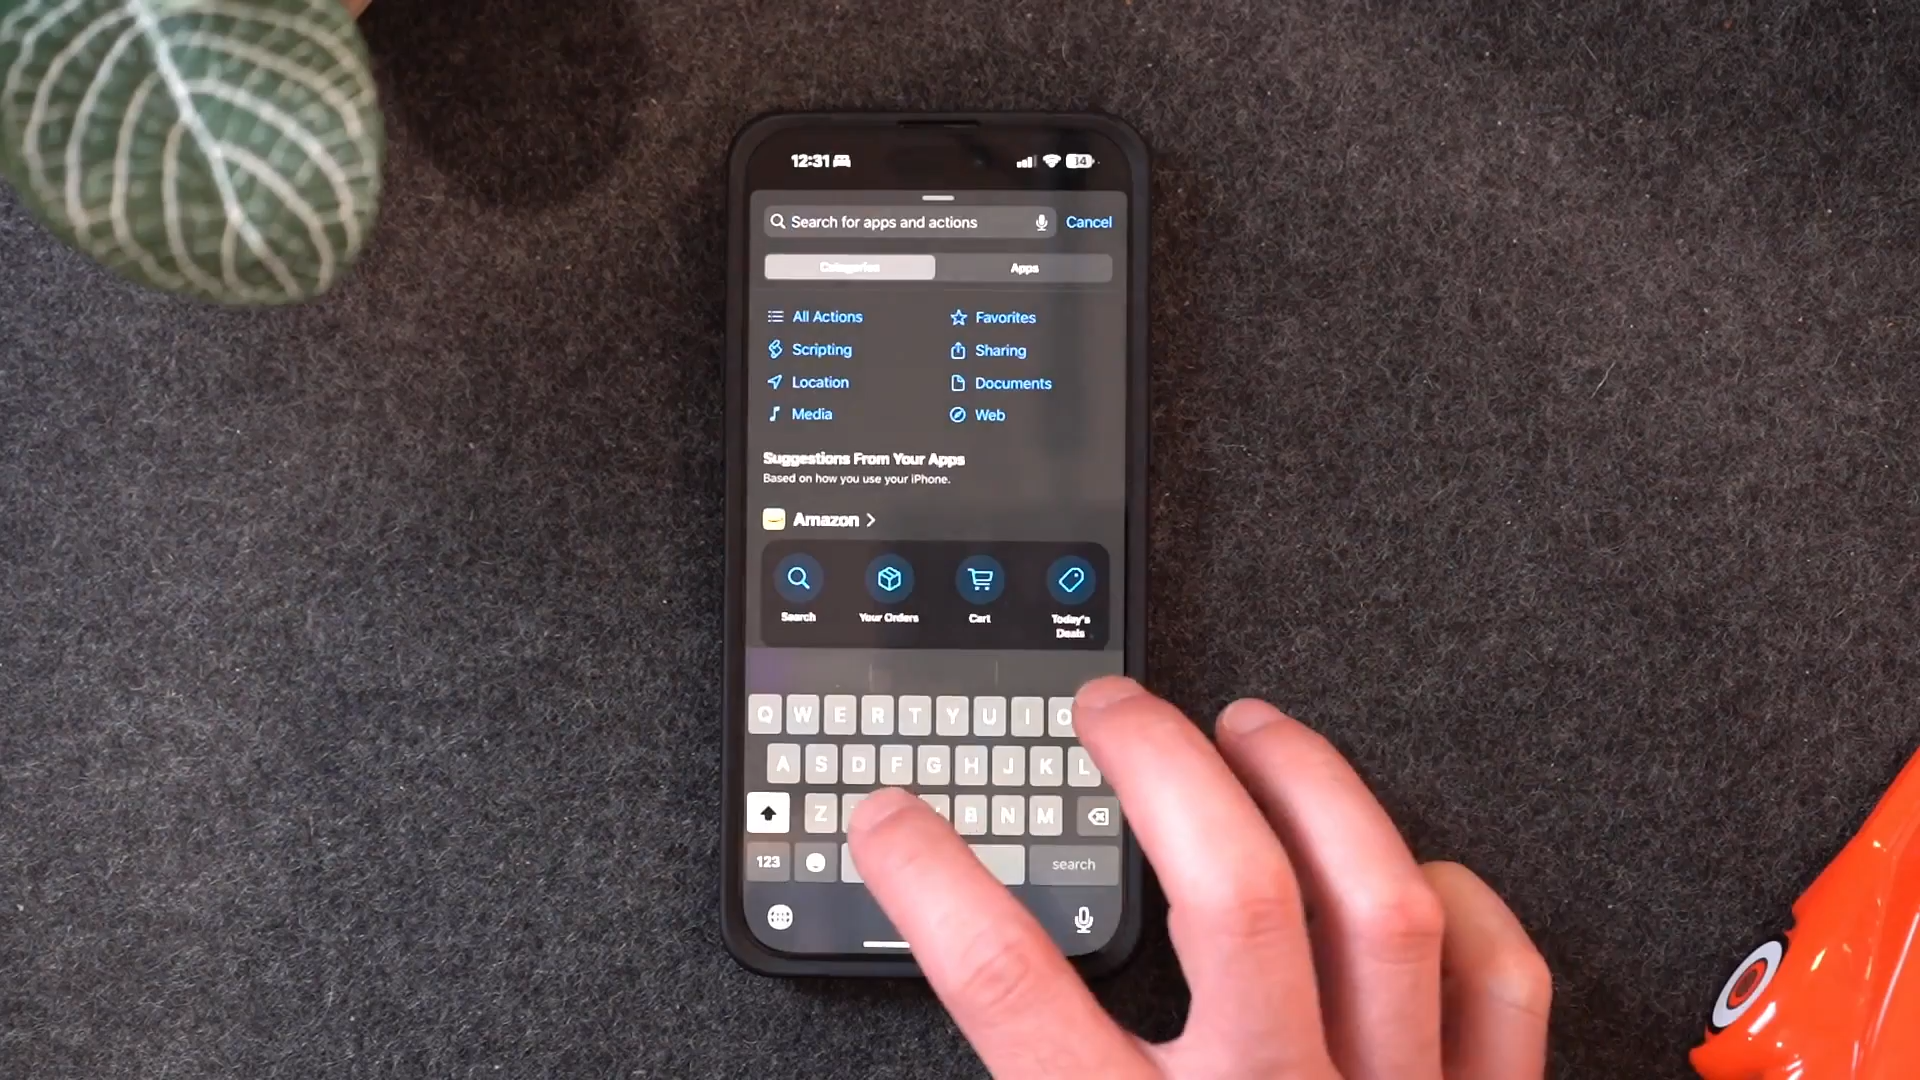 12:31
14
Search for apps and actions
Cancel
Categories
Apps
All Actions
Favorites
Scripting
Sharing
Location
Documents
Media
Web
Suggestions From Your Apps
Based on how you use your iPhone.
Amazon
Search
Your Orders
Cart
Today's
Deals
Q W E R T Y U I O
A S D F G H J K L
Z B N M
123
search